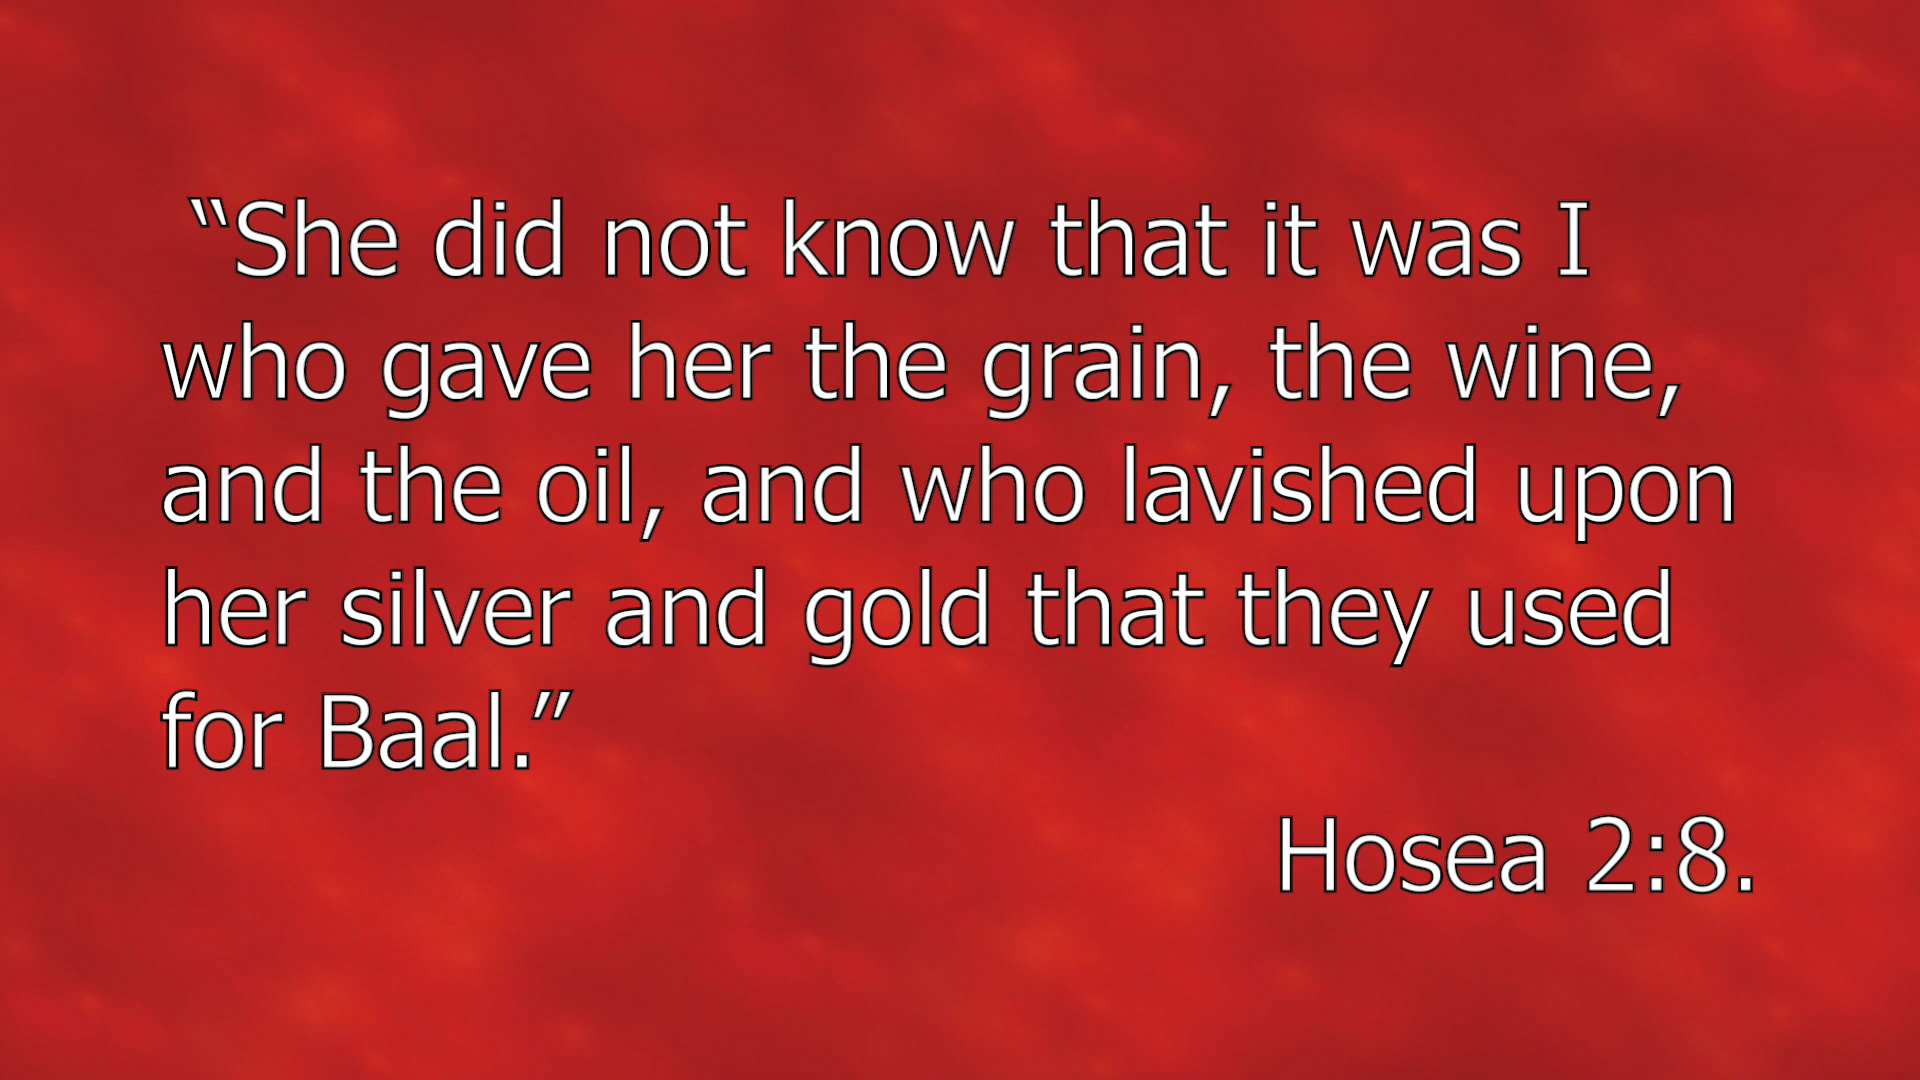 “She did not know that it was I
who gave her the grain, the wine,
and the oil, and who lavished upon
her silver and gold that they used
for Baal.”
Hosea 2:8.